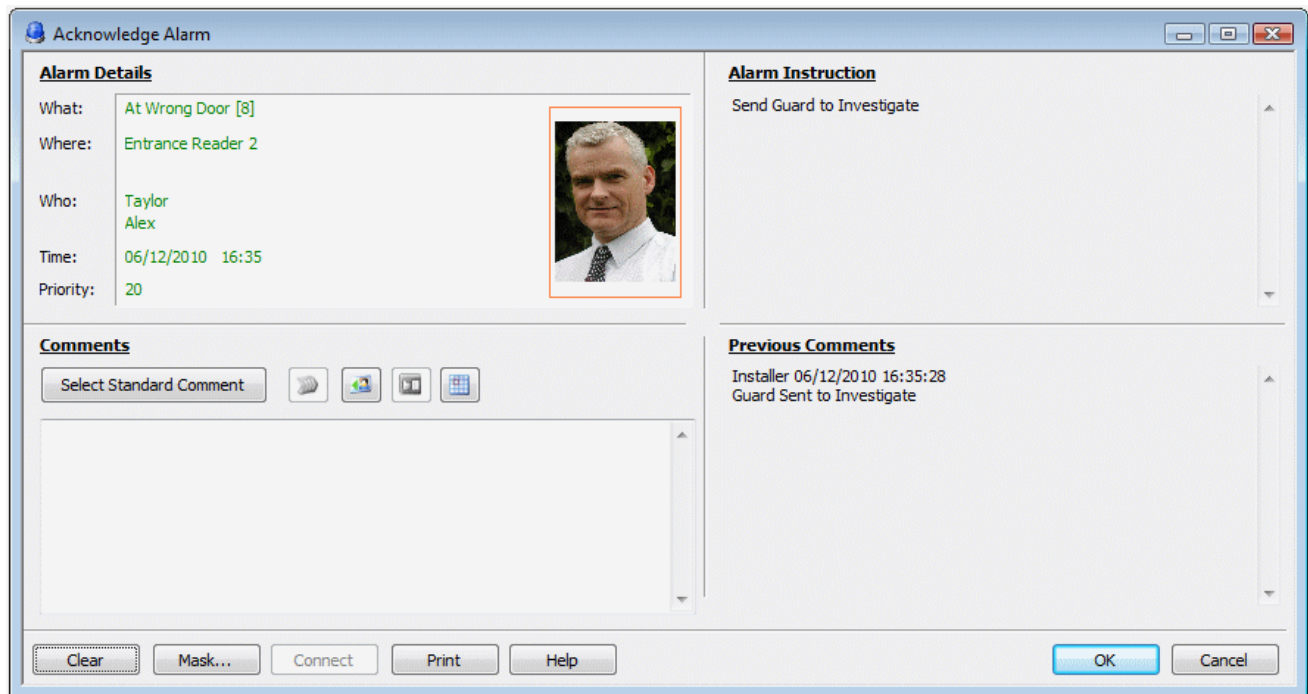 Acknowledge Alarm
Alarm Details
What: At Wrong Door [8]
Where: Entrance Reader 2
Who: Taylor
Alex
Time: 06/12/2010 16:35
Priority: 20
Alarm Instruction
Send Guard to Investigate
Comments
Select Standard Comment
Previous Comments
Installer 06/12/2010 16:35:28
Guard Sent to Investigate
Clear Mask... Connect Print Help OK Cancel